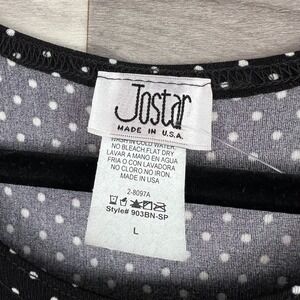 Jostar
MADE IN U.S.A.
WASH IN COLD WATER
NO BLEACH.FLAT DRY
LAVAR A MANO EN AGUA
FRIA O CON LAVADORA
NO CLORO.NO IRON.
MADE IN USA
2-8097A
Style# 903BN-SP
L